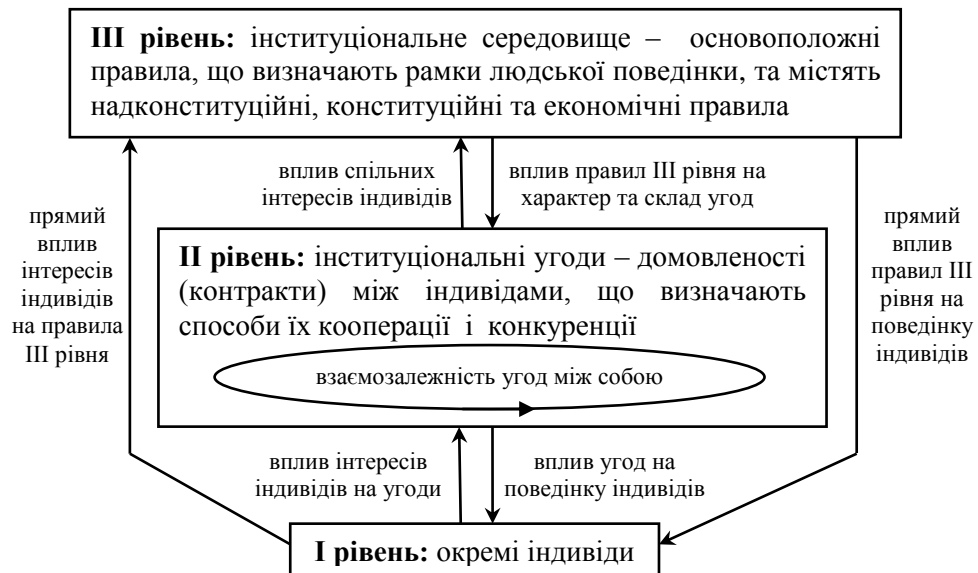 III рівень: інституціональне середовище – основоположні
правила, що визначають рамки людської поведінки, та містять
надконституційні, конституційні та економічні правила
вплив спільних
інтересів індивідів
вплив правил III рівня на
характер та склад угод
прямий
вплив
інтересів
індивідів
на правила
III рівня
прямий
вплив
правил III
рівня на
поведінку
індивідів
II рівень: інституціональні угоди – домовленості
(контракти) між індивідами, що визначають
способи їх кооперації і конкуренції
взаємозалежність угод між собою
вплив інтересів
індивідів на угоди
вплив угод на
поведінку індивідів
I рівень: окремі індивіди